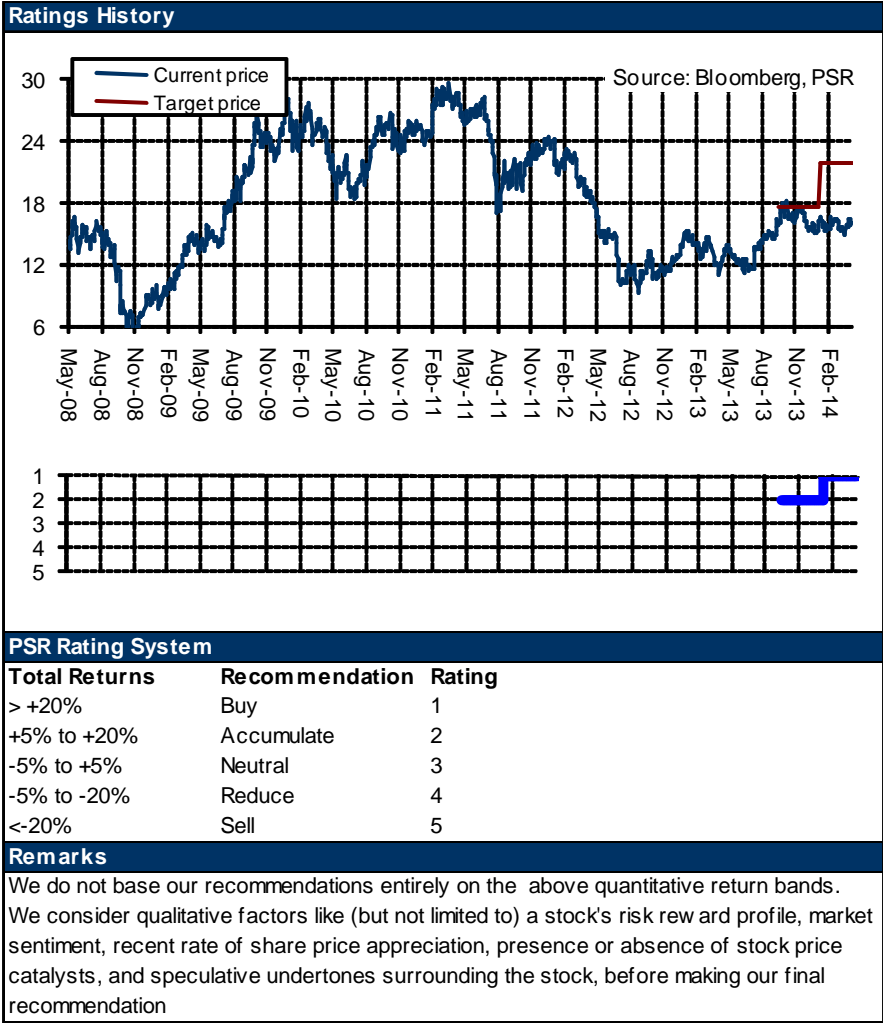 Ratings History
Current price
Target price
Source: Bloomberg, PSR
30
24
18
12
6
May-08
Aug-08
Nov-08
Feb-09
May-09
Aug-09
Nov-09
Feb-10
May-10
Aug-10
Nov-10
Feb-11
May-11
Aug-11
Nov-11
Feb-12
May-12
Aug-12
Nov-12
Feb-13
May-13
Aug-13
Nov-13
Feb-14
1
2
3
4
5
PSR Rating System
Total Returns Recommendation Rating
> +20% Buy 1
+5% to +20% Accumulate 2
-5% to +5% Neutral 3
-5% to -20% Reduce 4
<-20% Sell 5
Remarks
We do not base our recommendations entirely on the above quantitative return bands.
We consider qualitative factors like (but not limited to) a stock's risk reward profile, market
sentiment, recent rate of share price appreciation, presence or absence of stock price
catalysts, and speculative undertones surrounding the stock, before making our final
recommendation